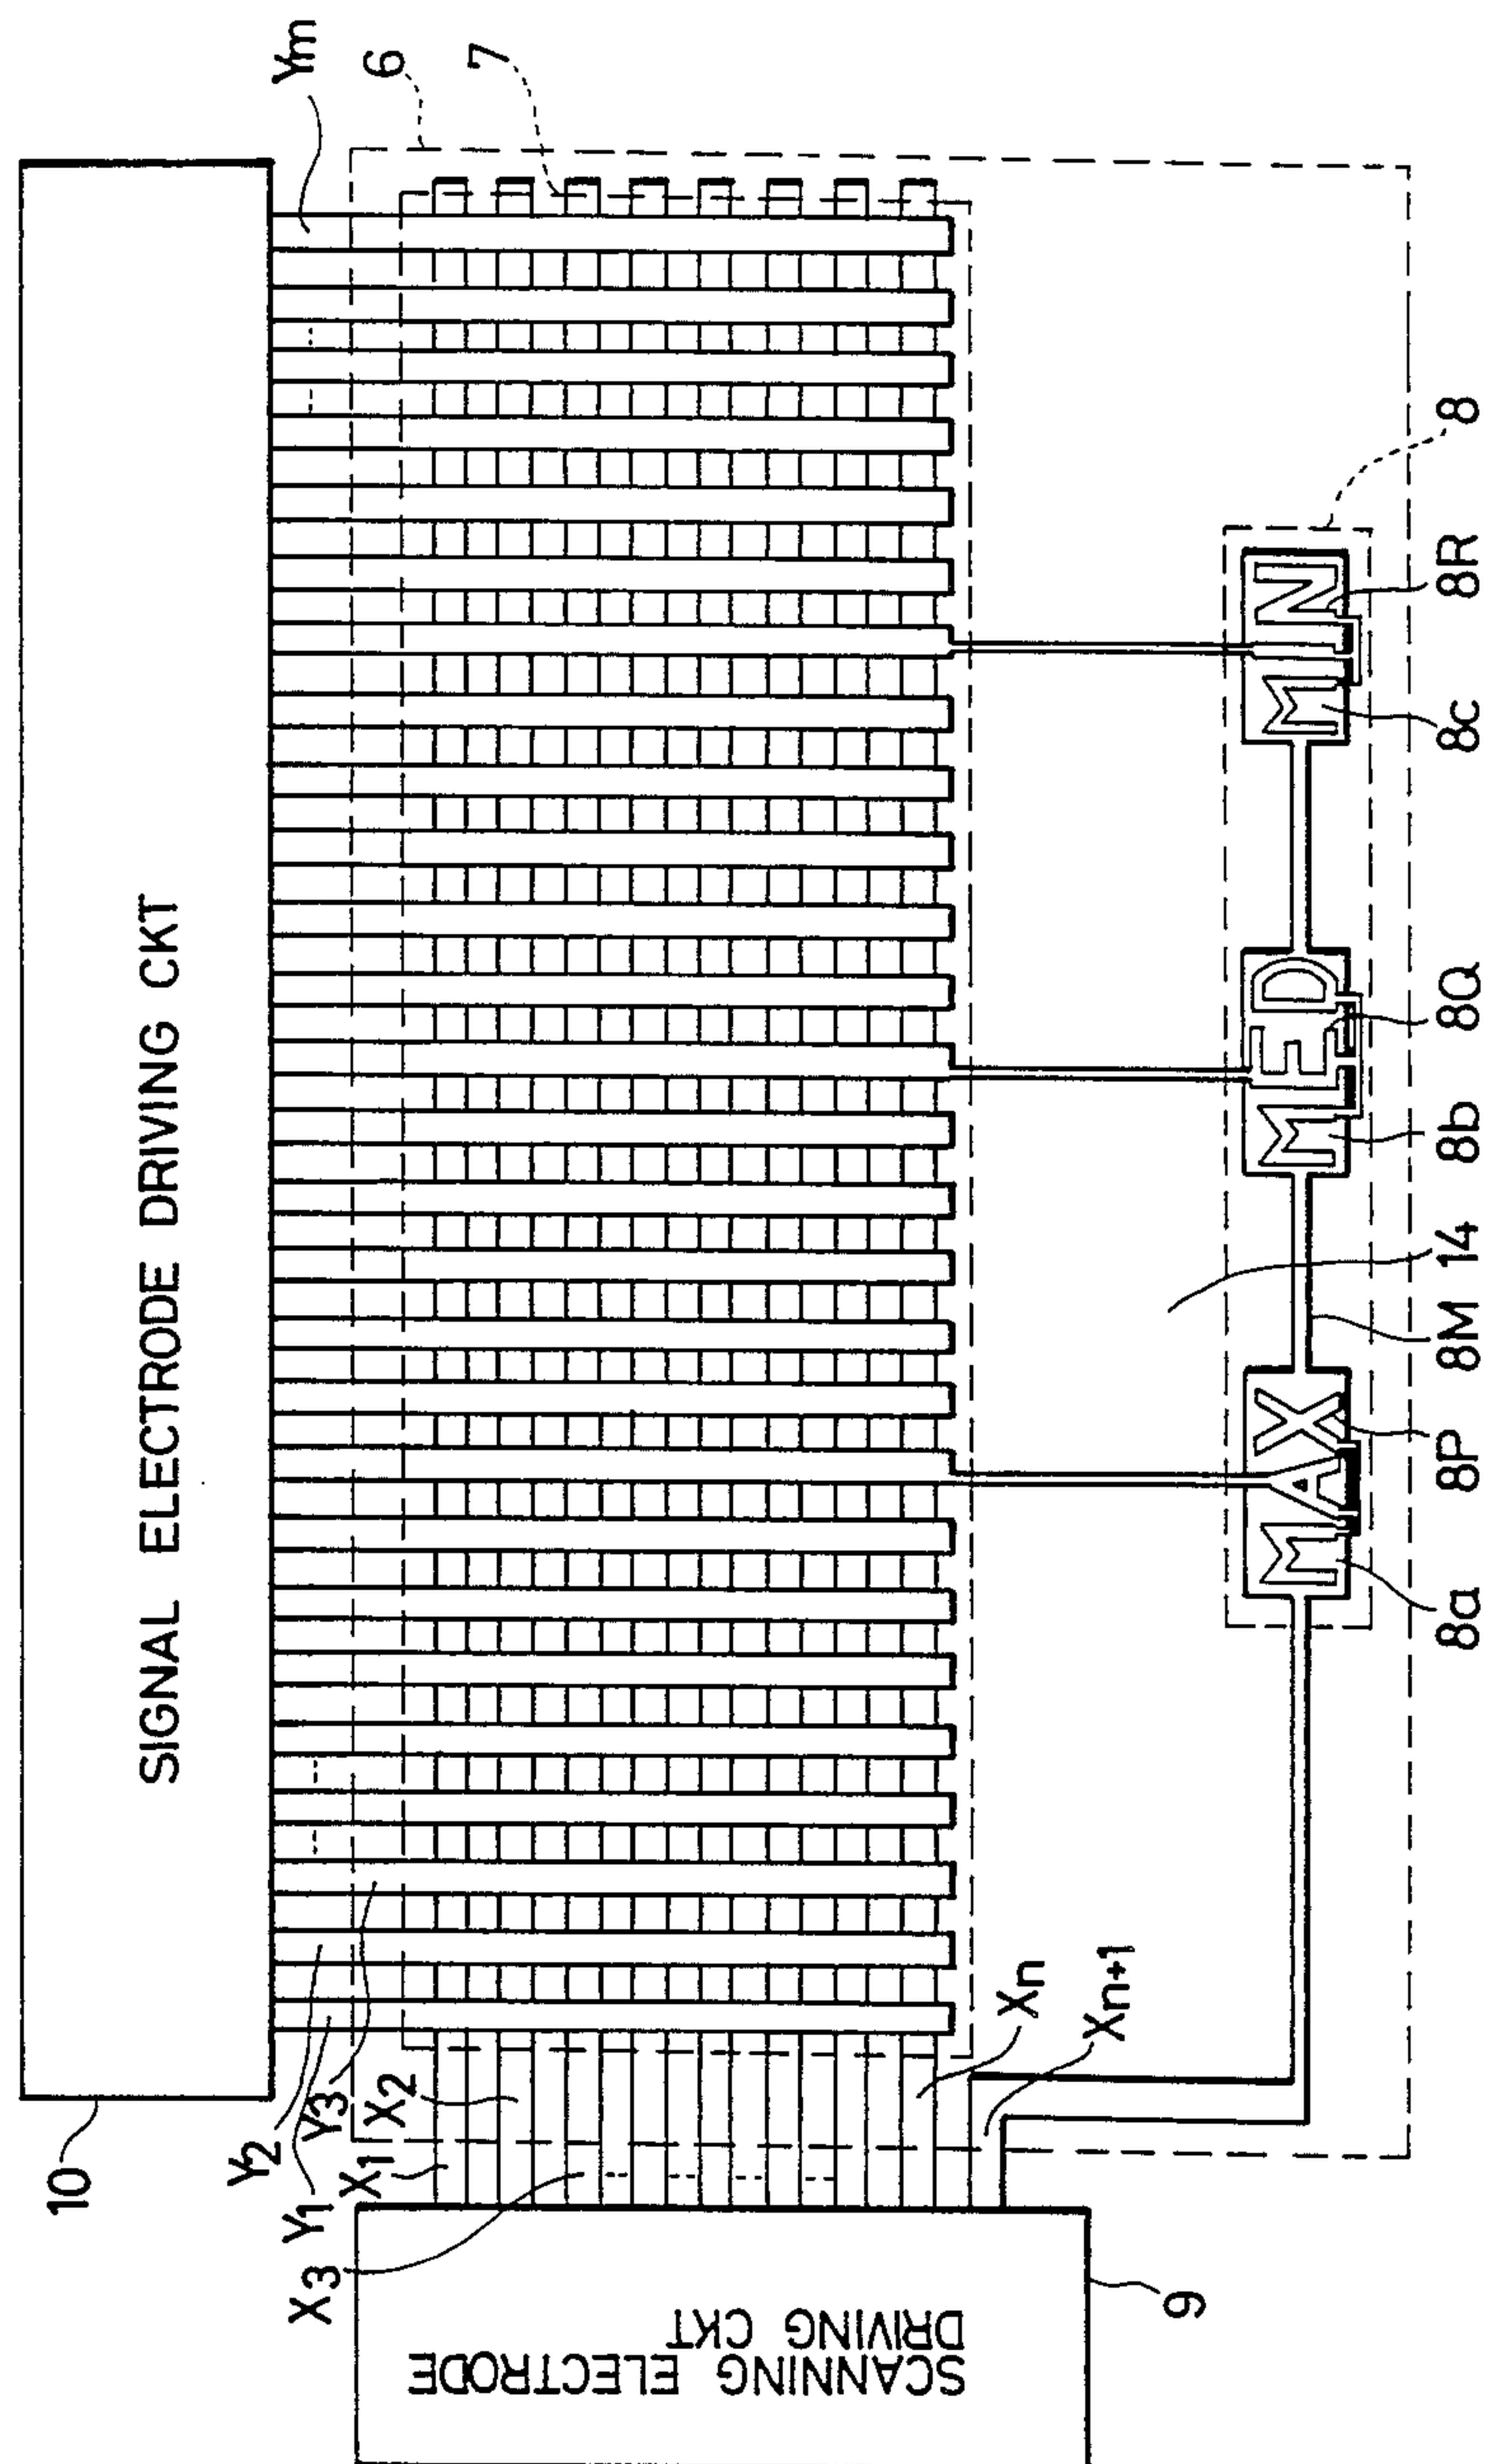 10
SIGNAL ELECTRODE DRIVING CKT
Y2
Y1
Y3
X1
X2
X3
Ym
6
7
SCANNING ELECTRODE
DRIVING CKT
9
Xn
Xn+1
MAX
MED
MIN
8a
8P
8M
14
8b
8Q
8c
8R
8